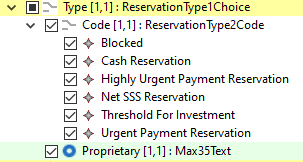 Type [1,1] : ReservationType1Choice
Code [1,1] : ReservationType2Code
Blocked
Cash Reservation
Highly Urgent Payment Reservation
Net SSS Reservation
Threshold For Investment
Urgent Payment Reservation
Proprietary [1,1] : Max35Text